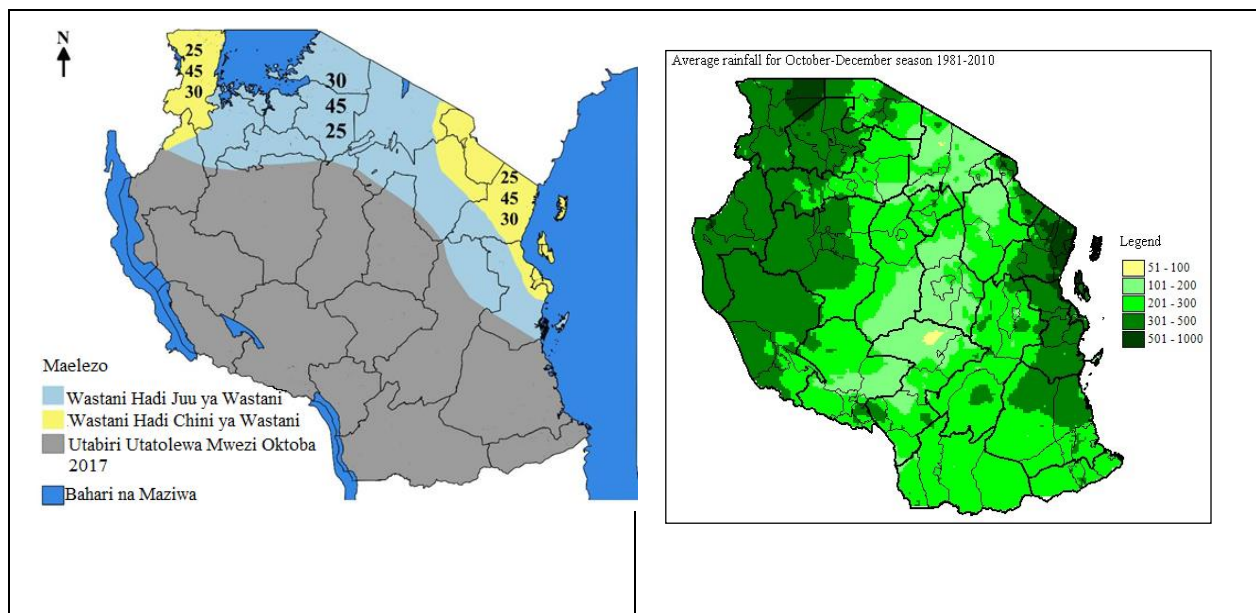 N
25
45
30
30
45
25
25
45
30
Maelezo
Wastani Hadi Juu ya Wastani
Wastani Hadi Chini ya Wastani
Utabiri Utatolewa Mwezi Oktoba
2017
Bahari na Maziwa
Average rainfall for October-December season 1981-2010
Legend
51 - 100
101 - 200
201 - 300
301 - 500
501 - 1000